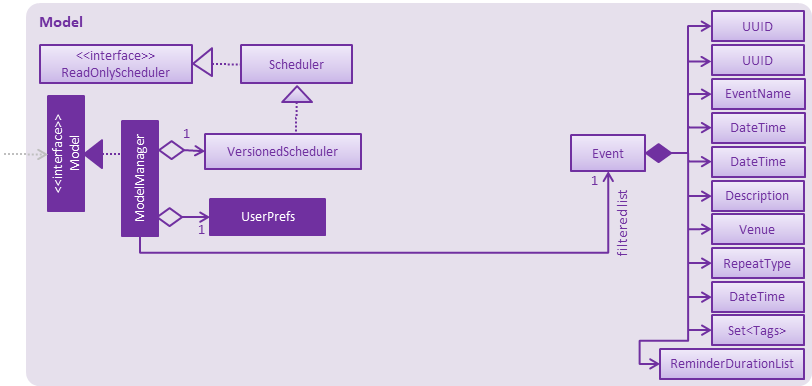 Model
<<interface>>
ReadOnlyScheduler
Scheduler
<<interface>>
Model
ModelManager
1
VersionedScheduler
1
UserPrefs
Event
1
filtered list
UUID
UUID
EventName
DateTime
DateTime
Description
Venue
RepeatType
DateTime
Set<Tags>
ReminderDurationList